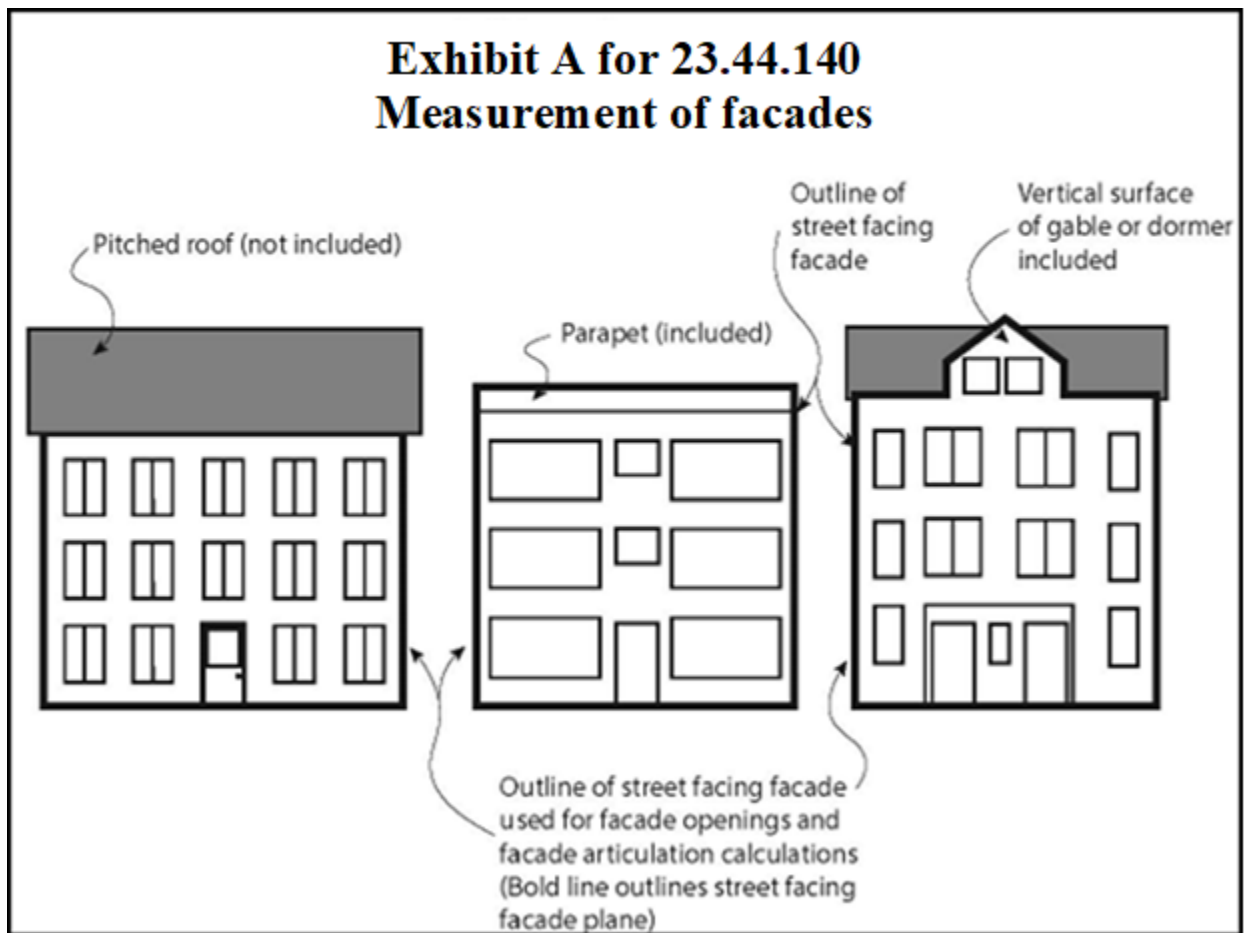 Exhibit A for 23.44.140
Measurement of facades
Pitched roof (not included)
Parapet (included)
Outline of
street facing
facade
Vertical surface
of gable or dormer
included
Outline of street facing facade
used for facade openings and
facade articulation calculations
(Bold line outlines street facing
facade plane)